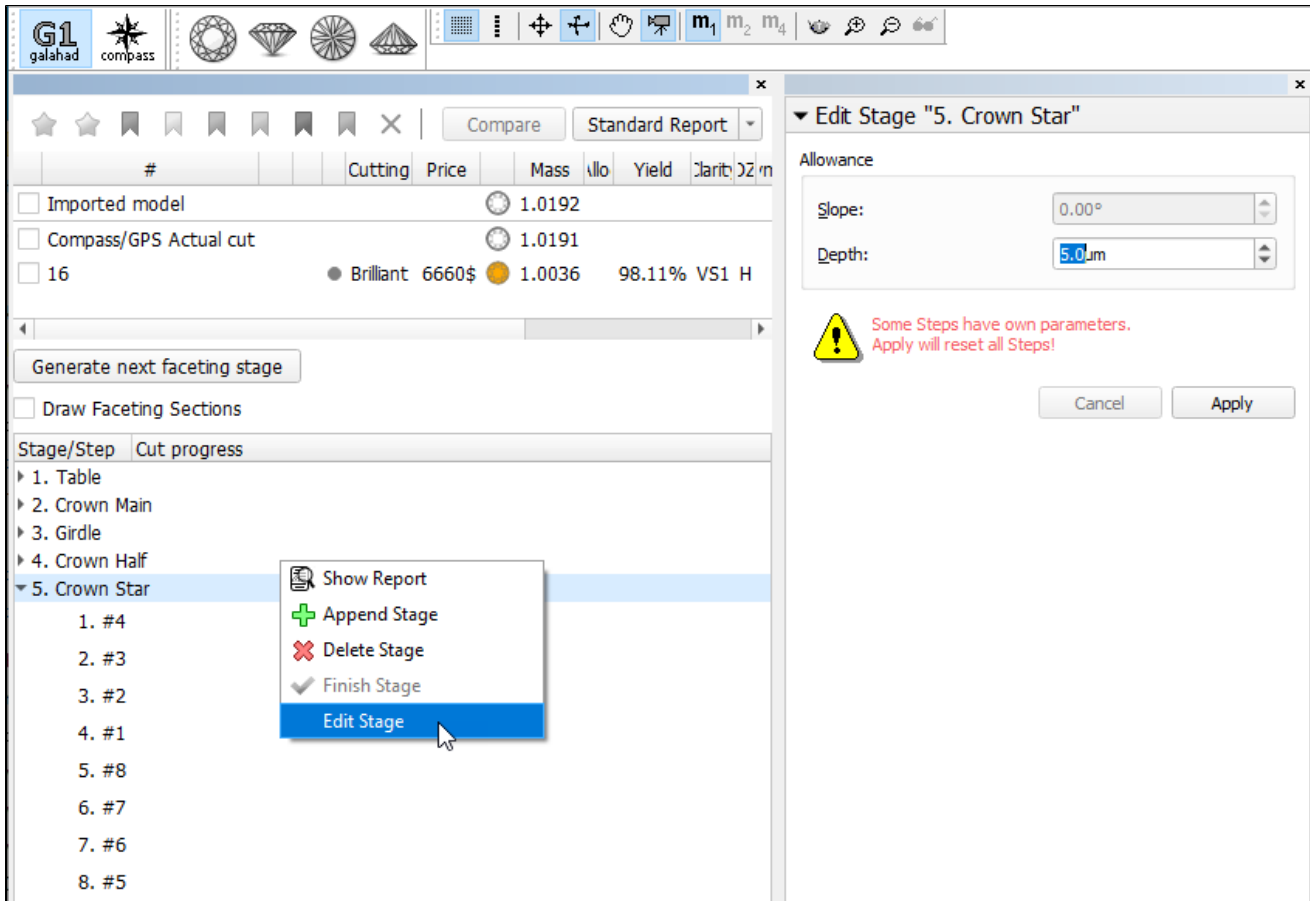 G1
galahad
compass
m1 m2 m4
Compare Standard Report
# Cutting Price Mass Allo Yield Clarity OZ
Imported model 1.0192
Compass/GPS Actual cut 1.0191
16 Brilliant 6660$ 1.0036 98.11% VS1 H
Generate next faceting stage
Draw Faceting Sections
Stage/Step Cut progress
1. Table
2. Crown Main
3. Girdle
4. Crown Half
5. Crown Star
1. #4
2. #3
3. #2
4. #1
5. #8
6. #7
7. #6
8. #5
Show Report
Append Stage
Delete Stage
Finish Stage
Edit Stage
Edit Stage "5. Crown Star"
Allowance
Slope: 0.00°
Depth: 5.0um
Some Steps have own parameters.
Apply will reset all Steps!
Cancel Apply